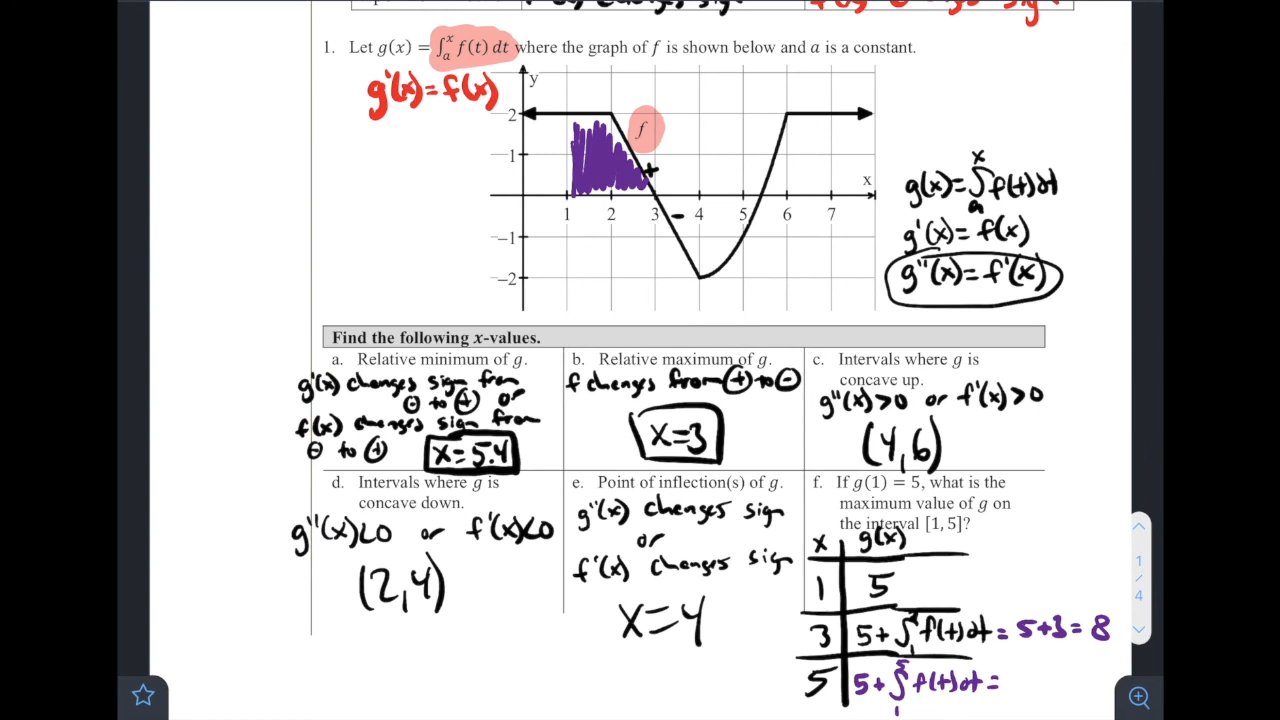 1. Let g(x) = ∫ₐˣ f(t) dt where the graph of f is shown below and a is a constant.
g'(x) = f(x)
y
2
1
-1
-2
f
+
-
x
1 2 3 4 5 6 7
g(x) = ∫ₐˣ f(t) dt
g'(x) = f(x)
g''(x) = f'(x)
Find the following x-values.
a. Relative minimum of g.
g'(x) changes sign from
⊖ to ⊕ or
f(x) changes sign from
⊖ to ⊕
x = 5.4
b. Relative maximum of g.
f changes from ⊕ to ⊖
x = 3
c. Intervals where g is
concave up.
g''(x) > 0 or f'(x) > 0
(4, 6)
d. Intervals where g is
concave down.
g''(x) < 0 or f'(x) < 0
(2, 4)
e. Point of inflection(s) of g.
g''(x) changes sign
or
f'(x) changes sign
x = 4
f. If g(1) = 5, what is the
maximum value of g on
the interval [1, 5]?
x g(x)
1 5
3 5 + ∫₁ f(t) dt = 5 + 3 = 8
5 5 + ∫₁⁵ f(t) dt =
1
/
4